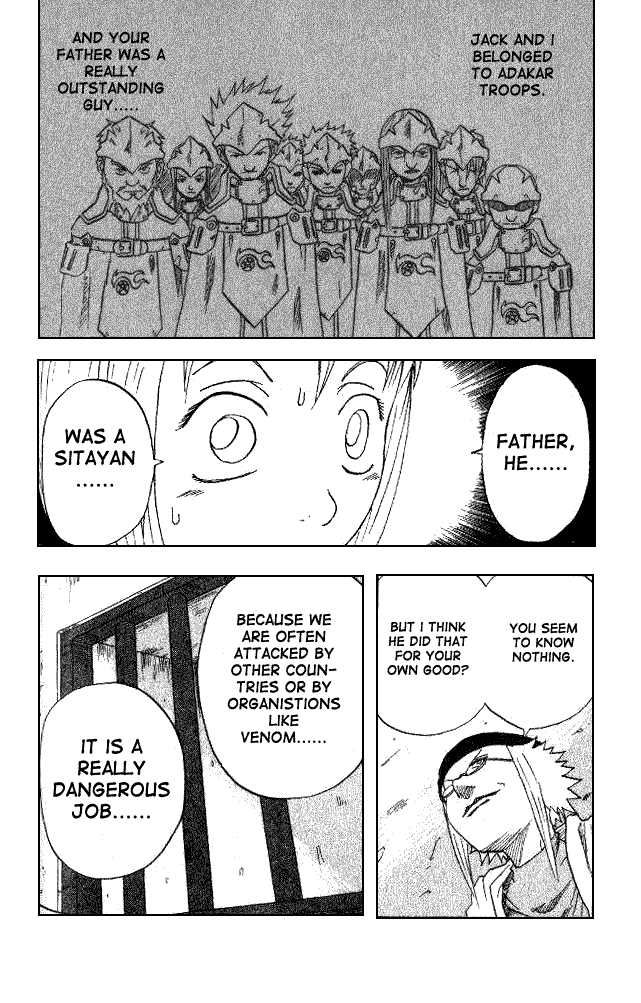 JACK AND I
BELONGED
TO ADAKAR
TROOPS.
AND YOUR
FATHER WAS A
REALLY
OUTSTANDING
GUY.....
FATHER,
HE......
WAS A
SITAYAN
......
YOU SEEM
TO KNOW
NOTHING.
BUT I THINK
HE DID THAT
FOR YOUR
OWN GOOD?
BECAUSE WE
ARE OFTEN
ATTACKED BY
OTHER COUN-
TRIES OR BY
ORGANISTIONS
LIKE
VENOM......
IT IS A
REALLY
DANGEROUS
JOB......